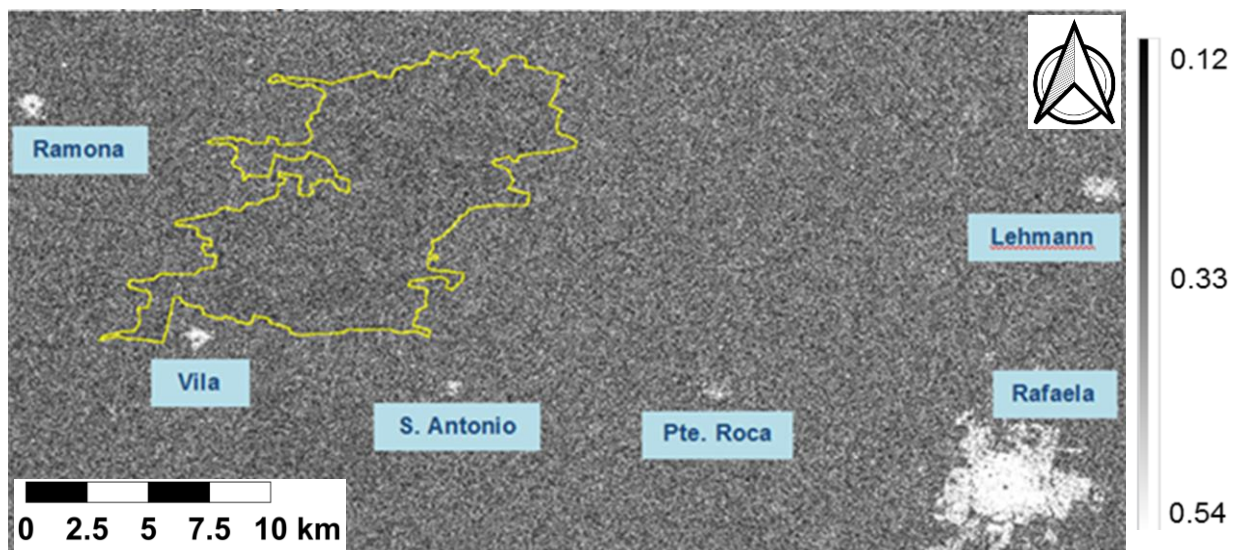 0.12
Ramona
Lehmann
0.33
Vila
Rafaela
S. Antonio
Pte. Roca
0 2.5 5 7.5 10 km
0.54